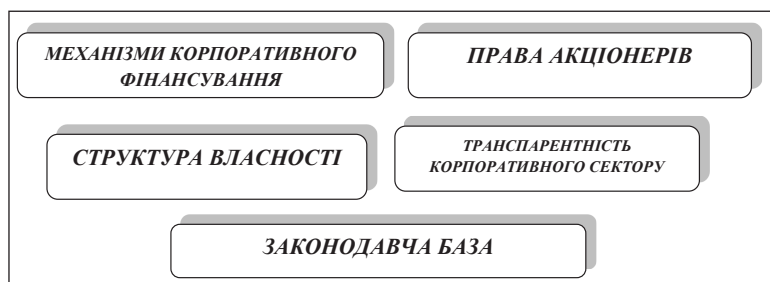 МЕХАНІЗМИ КОРПОРАТИВНОГО
ФІНАНСУВАННЯ
ПРАВА АКЦІОНЕРІВ
СТРУКТУРА ВЛАСНОСТІ
ТРАНСПАРЕНТНІСТЬ
КОРПОРАТИВНОГО СЕКТОРУ
ЗАКОНОДАВЧА БАЗА